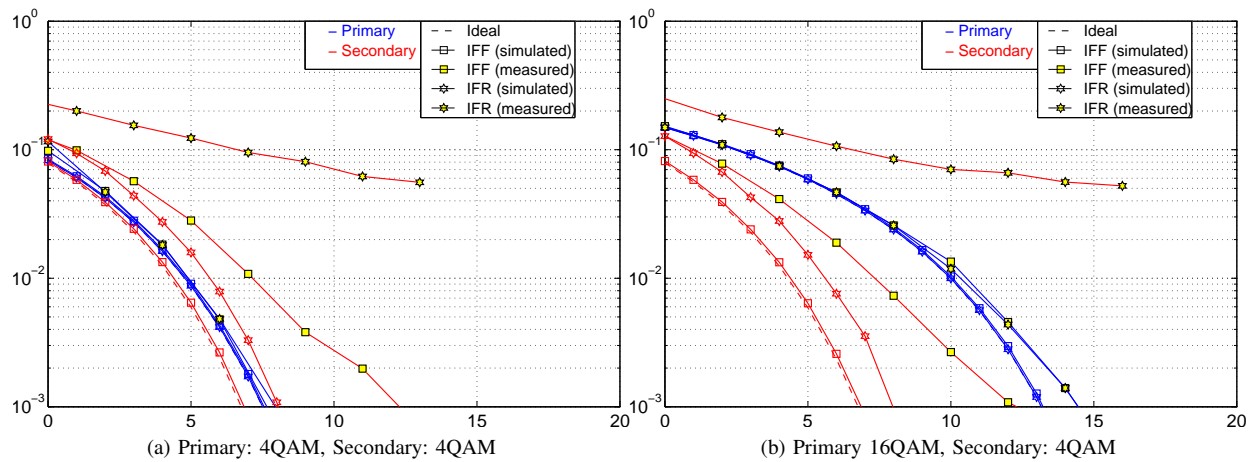 10^0
10^-1
10^-2
10^-3
0 5 10 15 20
– Primary
– Secondary
Ideal
IFF (simulated)
IFF (measured)
IFR (simulated)
IFR (measured)
(a) Primary: 4QAM, Secondary: 4QAM
10^0
10^-1
10^-2
10^-3
0 5 10 15 20
– Primary
– Secondary
Ideal
IFF (simulated)
IFF (measured)
IFR (simulated)
IFR (measured)
(b) Primary 16QAM, Secondary: 4QAM